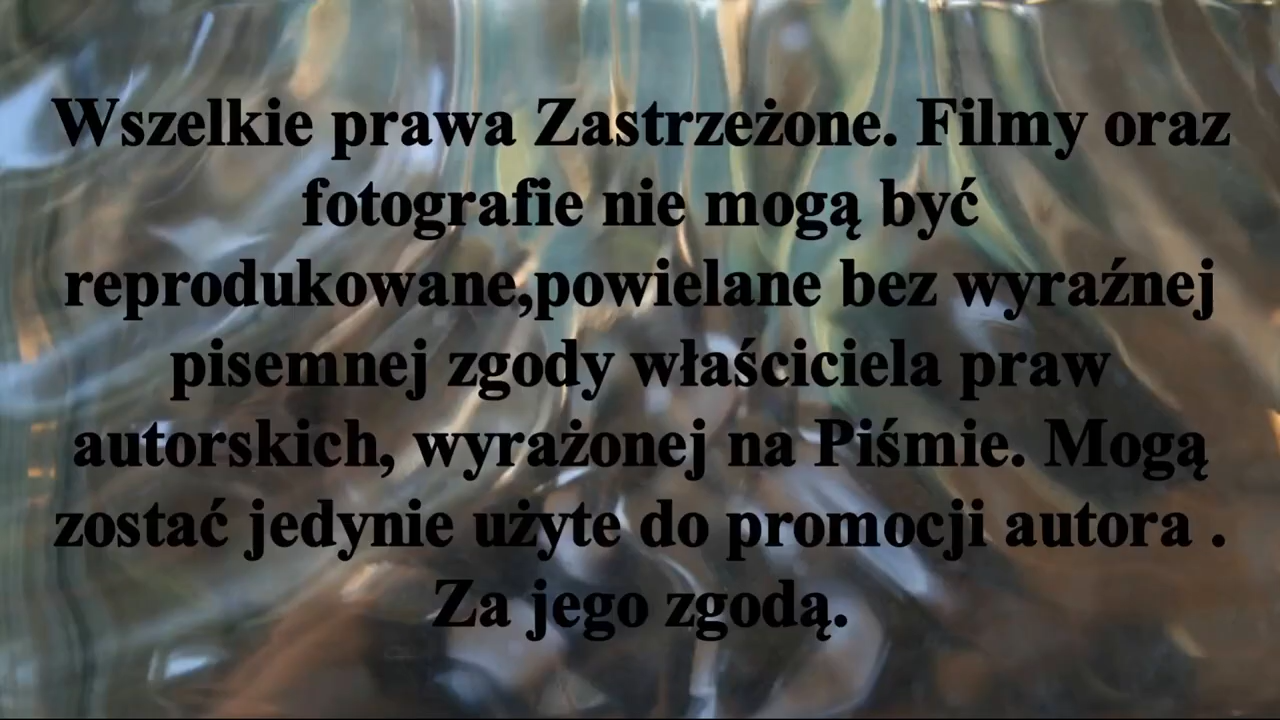 Wszelkie prawa Zastrzeżone. Filmy oraz
fotografie nie mogą być
reprodukowane,powielane bez wyraźnej
pisemnej zgody właściciela praw
autorskich, wyrażonej na Piśmie. Mogą
zostać jedynie użyte do promocji autora .
Za jego zgodą.